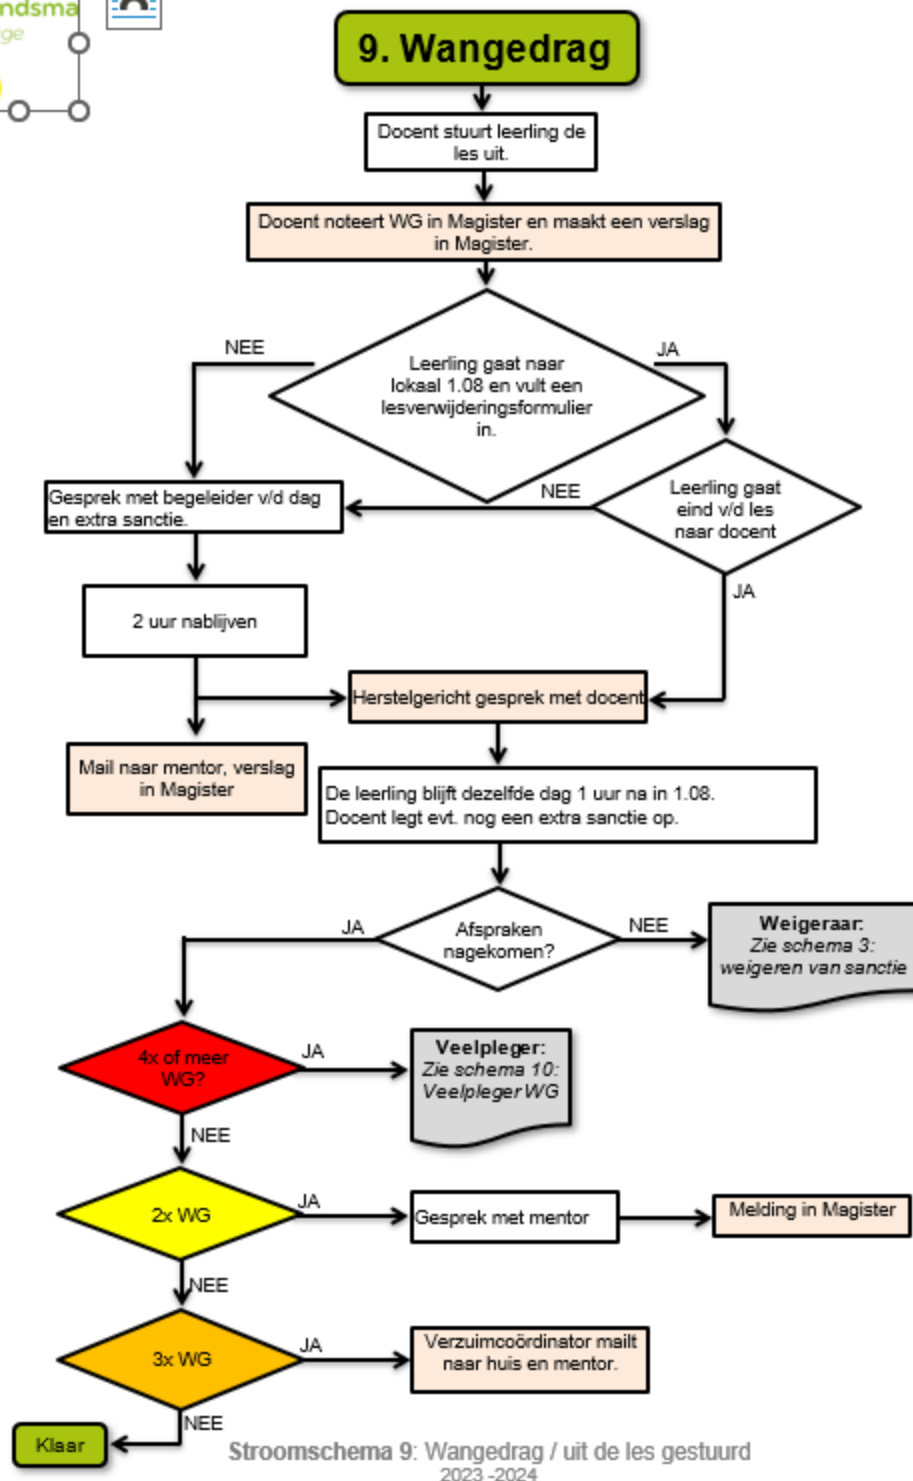 ndsma
ge
9. Wangedrag
Docent stuurt leerling de
les uit.
Docent noteert WG in Magister en maakt een verslag
in Magister.
NEE
JA
Leerling gaat naar
lokaal 1.08 en vult een
lesverwijderingsformulier
in.
Gesprek met begeleider v/d dag
en extra sanctie.
NEE
Leerling gaat
eind v/d les
naar docent
JA
2 uur nablijven
Herstelgericht gesprek met docent
Mail naar mentor, verslag
in Magister
De leerling blijft dezelfde dag 1 uur na in 1.08.
Docent legt evt. nog een extra sanctie op.
JA
Afspraken
nagekomen?
NEE
Weigeraar:
Zie schema 3:
weigeren van sanctie
4x of meer
WG?
JA
Veelpleger:
Zie schema 10:
Veelpleger WG
NEE
2x WG
JA
Gesprek met mentor
Melding in Magister
NEE
3x WG
JA
Verzuimcoördinator mailt
naar huis en mentor.
NEE
Klaar
Stroomschema 9: Wangedrag / uit de les gestuurd
2023 -2024